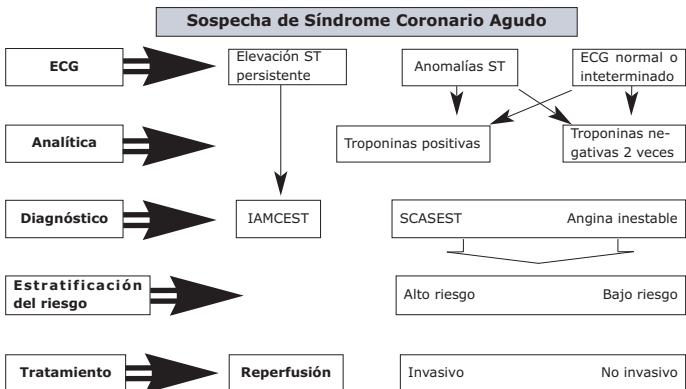 Sospecha de Síndrome Coronario Agudo
ECG
Elevación ST
persistente
Anomalías ST
ECG normal o
inteterminado
Analítica
Troponinas positivas
Troponinas ne-
gativas 2 veces
Diagnóstico
IAMCEST
SCASEST
Angina inestable
Estratificación
del riesgo
Alto riesgo
Bajo riesgo
Tratamiento
Reperfusión
Invasivo
No invasivo